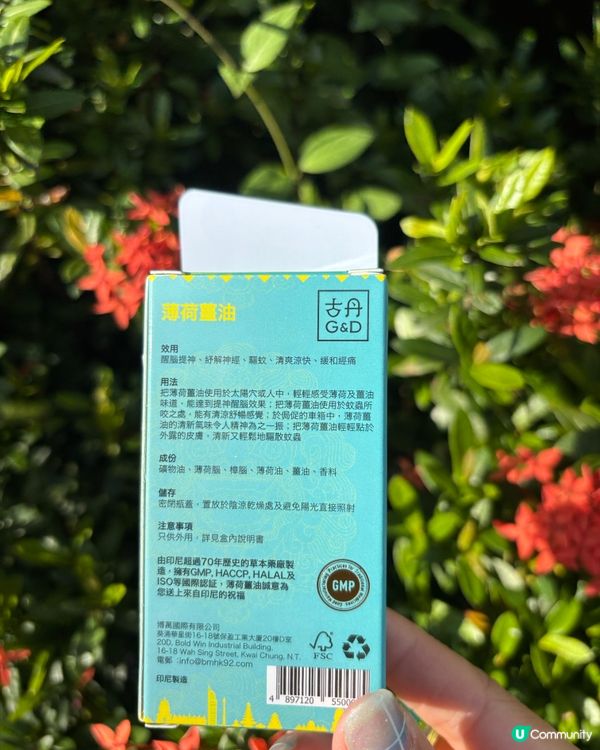 薄荷薑油
古丹
G&D
效用
醒腦提神、紓解神經、驅蚊、清爽涼快、緩和經痛
用法
把薄荷薑油使用於太陽穴或人中，輕輕感受薄荷及薑油
味道，能達到提神醒腦效果；把薄荷薑油使用於蚊蟲所
咬之處，能有清涼舒暢感覺；於侷促的車箱中，薄荷薑
油的清新氣味令人精神為之一振；把薄荷薑油輕輕點於
外露的皮膚，清新又輕鬆地驅散蚊蟲
成份
礦物油、薄荷腦、樟腦、薄荷油、薑油、香料
儲存
密閉瓶蓋，置放於陰涼乾燥處及避免陽光直接照射
注意事項
只供外用，詳見盒內說明書
由印尼超過70年歷史的草本藥廠製
造，擁有GMP, HACCP, HALAL及
ISO等國際認証，薄荷薑油誠意為
您送上來自印尼的祝福
GMP
博萬國際有限公司
葵涌華星街16-18號保盈工業大廈20樓D室
20D, Bold Win Industrial Building,
16-18 Wah Sing Street, Kwai Chung, N.T.
電郵 :info@bmhk92.com
FSC
印尼製造
4 897120 5500
U Community